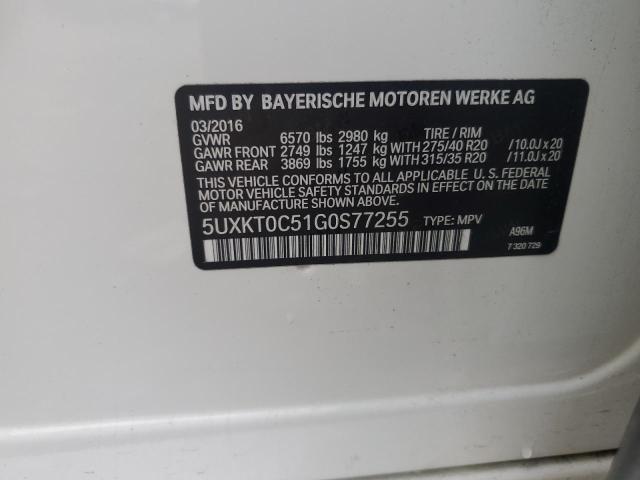 MFD BY BAYERISCHE MOTOREN WERKE AG
03/2016
GVWR 6570 lbs 2980 kg TIRE / RIM
GAWR FRONT 2749 lbs 1247 kg WITH 275/40 R20 /10.0J x 20
GAWR REAR 3869 lbs 1755 kg WITH 315/35 R20 /11.0J x 20
THIS VEHICLE CONFORMS TO ALL APPLICABLE U. S. FEDERAL
MOTOR VEHICLE SAFETY STANDARDS IN EFFECT ON THE DATE
OF MANUFACTURE SHOWN ABOVE.
5UXKT0C51G0S77255 TYPE: MPV
A96M
7 320 729